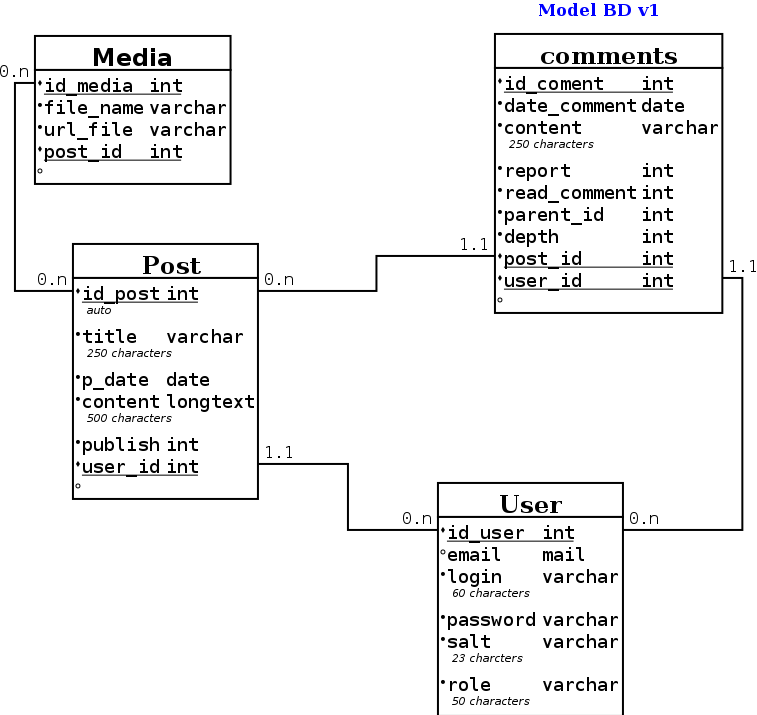 Model BD v1
Media
0.n
id_media int
file_name varchar
url_file varchar
post_id int
comments
id_coment int
date_comment date
content varchar
250 characters
report int
read_comment int
parent_id int
depth int
post_id int
user_id int
1.1
1.1
Post
0.n
0.n
id_post int
auto
title varchar
250 characters
p_date date
content longtext
500 characters
publish int
user_id int
1.1
User
0.n
0.n
id_user int
email mail
login varchar
60 characters
password varchar
salt varchar
23 charcters
role varchar
50 characters